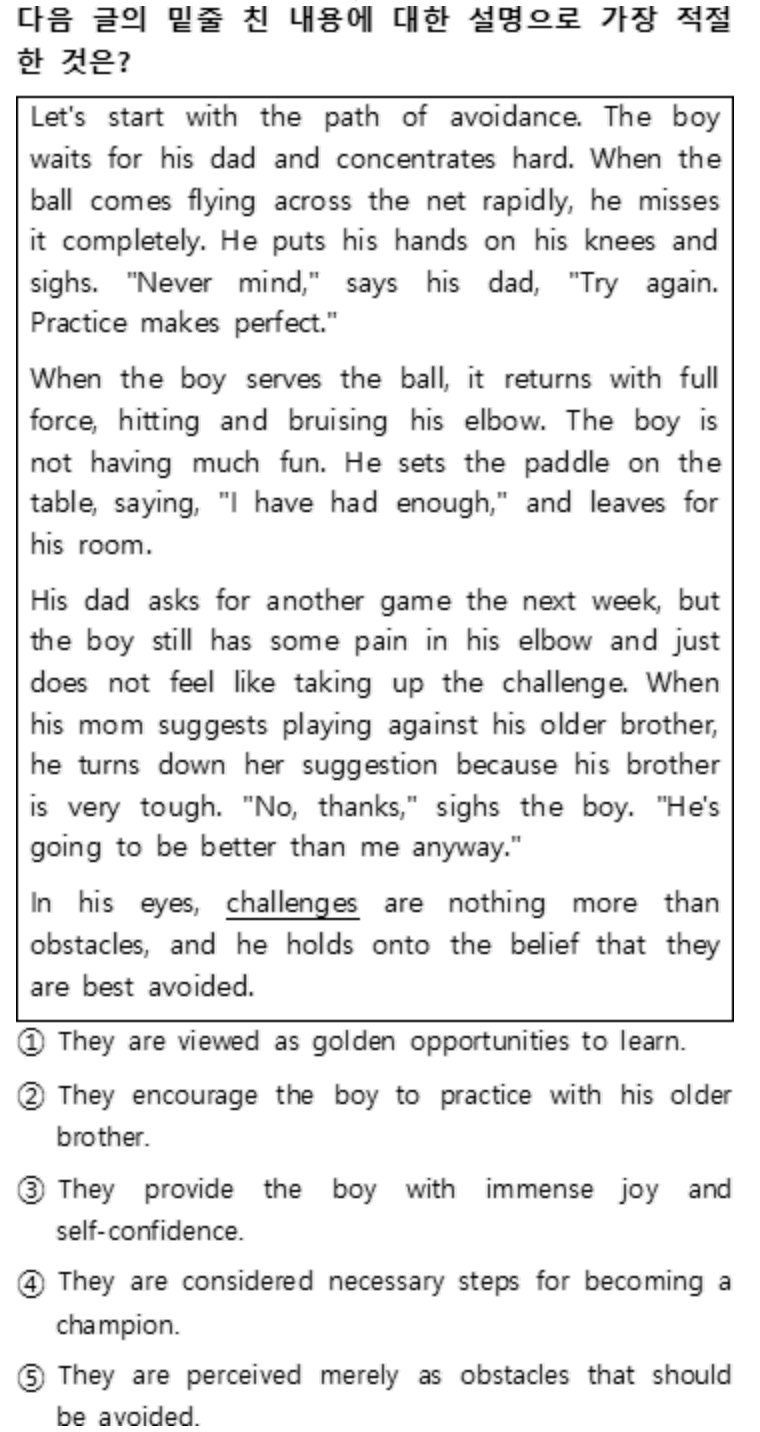 다음 글의 밑줄 친 내용에 대한 설명으로 가장 적절
한 것은?
Let's start with the path of avoidance. The boy
waits for his dad and concentrates hard. When the
ball comes flying across the net rapidly, he misses
it completely. He puts his hands on his knees and
sighs. "Never mind," says his dad, "Try again.
Practice makes perfect."
When the boy serves the ball, it returns with full
force, hitting and bruising his elbow. The boy is
not having much fun. He sets the paddle on the
table, saying, "I have had enough," and leaves for
his room.
His dad asks for another game the next week, but
the boy still has some pain in his elbow and just
does not feel like taking up the challenge. When
his mom suggests playing against his older brother,
he turns down her suggestion because his brother
is very tough. "No, thanks," sighs the boy. "He's
going to be better than me anyway."
In his eyes, challenges are nothing more than
obstacles, and he holds onto the belief that they
are best avoided.
① They are viewed as golden opportunities to learn.
② They encourage the boy to practice with his older
brother.
③ They provide the boy with immense joy and
self-confidence.
④ They are considered necessary steps for becoming a
champion.
⑤ They are perceived merely as obstacles that should
be avoided.